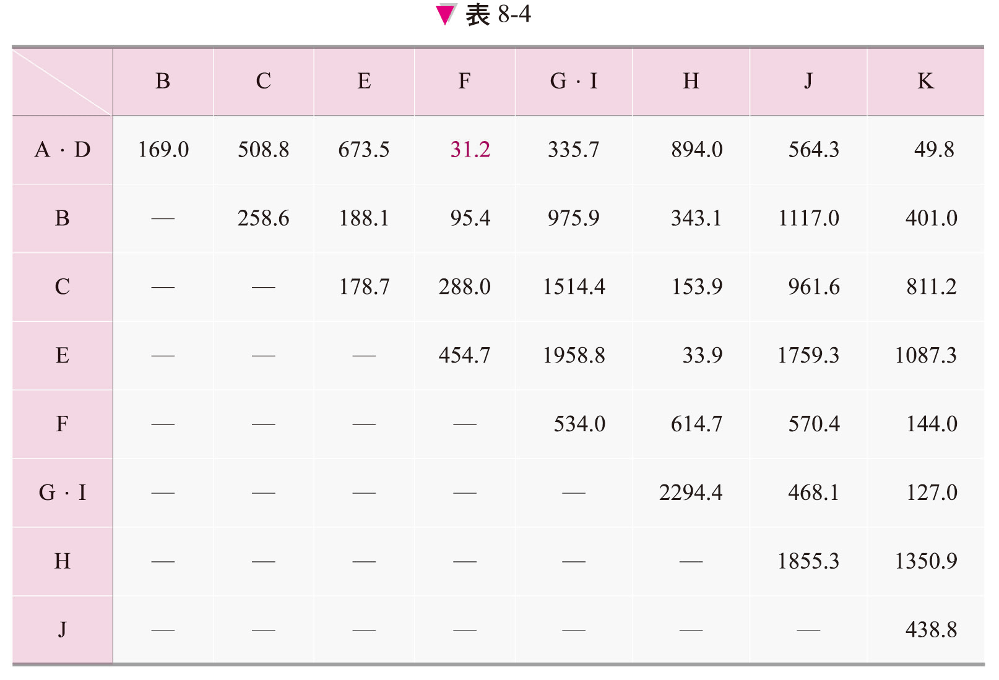 ▼ 表 8-4
B C E F G · I H J K
A · D 169.0 508.8 673.5 31.2 335.7 894.0 564.3 49.8
B — 258.6 188.1 95.4 975.9 343.1 1117.0 401.0
C — — 178.7 288.0 1514.4 153.9 961.6 811.2
E — — — 454.7 1958.8 33.9 1759.3 1087.3
F — — — — 534.0 614.7 570.4 144.0
G · I — — — — — 2294.4 468.1 127.0
H — — — — — — 1855.3 1350.9
J — — — — — — — 438.8